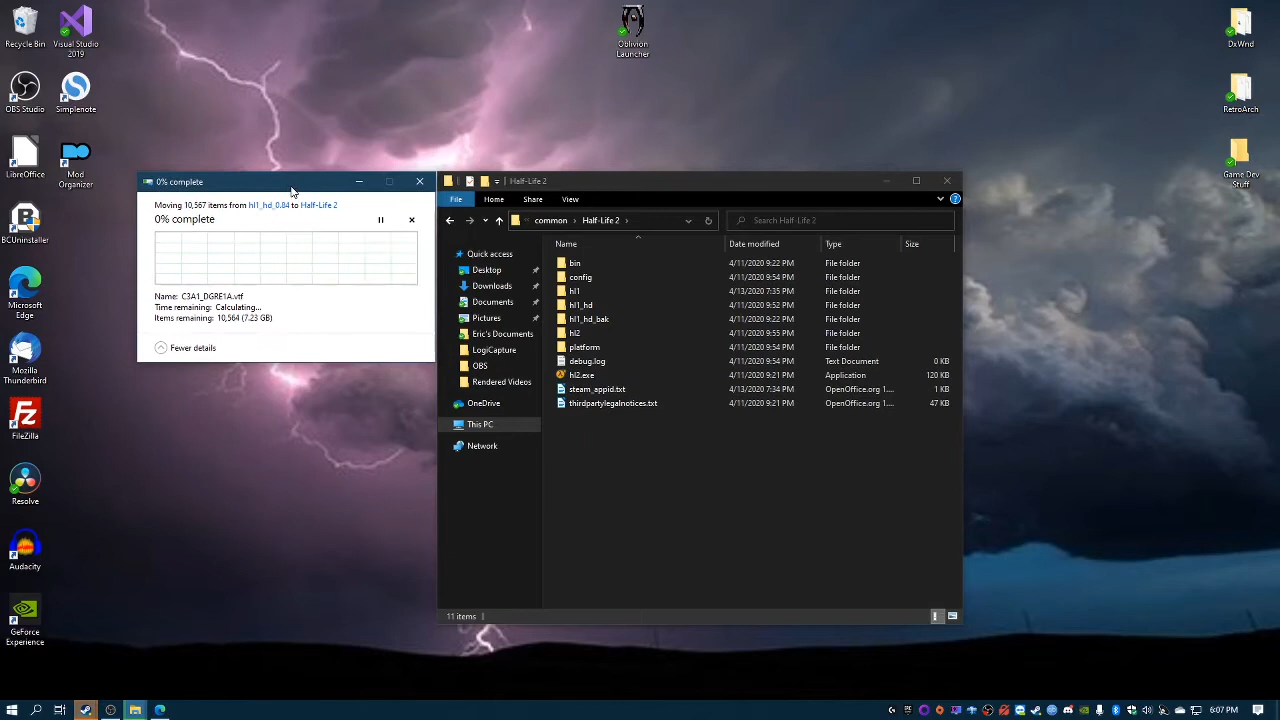 Recycle Bin
Visual Studio
2019
OBS Studio
Simplenote
LibreOffice
Mod
Organizer
BCUninstaller
Microsoft
Edge
Mozilla
Thunderbird
FileZilla
Resolve
Audacity
GeForce
Experience
Oblivion
Launcher
DxWnd
RetroArch
Game Dev
Stuff
0% complete
Moving 10,567 items from hl1_hd_0.84 to Half-Life 2
0% complete
Name: C3A1_DGRE1A.vtf
Time remaining: Calculating...
Items remaining: 10,564 (7.23 GB)
Fewer details
Half-Life 2
File Home Share View
common Half-Life 2
Search Half-Life 2
Name Date modified Type Size
Quick access
Desktop
Downloads
Documents
Pictures
Eric's Documents
LogiCapture
OBS
Rendered Videos
OneDrive
This PC
Network
bin 4/11/2020 9:22 PM File folder
config 4/11/2020 9:54 PM File folder
hl1 4/13/2020 7:35 PM File folder
hl1_hd 4/11/2020 9:52 PM File folder
hl1_hd_bak 4/11/2020 9:54 PM File folder
hl2 4/11/2020 9:55 PM File folder
platform 4/11/2020 9:54 PM File folder
debug.log 4/11/2020 9:54 PM Text Document 0 KB
hl2.exe 4/11/2020 9:21 PM Application 120 KB
steam_appid.txt 4/13/2020 7:34 PM OpenOffice.org 1.... 1 KB
thirdpartylegalnotices.txt 4/11/2020 9:21 PM OpenOffice.org 1.... 47 KB
11 items
6:07 PM